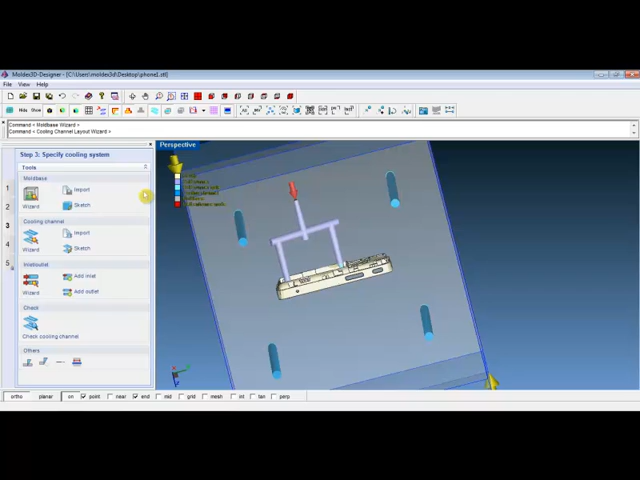 Moldex3D-Designer - [C:\Users\moldex3d\Desktop\phone1.stl]
File View Help
Hide Show
Command < Moldbase Wizard >
Command < Cooling Channel Layout Wizard >
Perspective
Step 3: Specify cooling system
Tools
Moldbase
1
Wizard
Import
2
Sketch
Cooling channel
3
Wizard
Import
4
Sketch
Inlet/outlet
5
Wizard
Add inlet
Add outlet
Check
Check cooling channel
Others
ortho planar on point near end mid grid mesh int tan perp